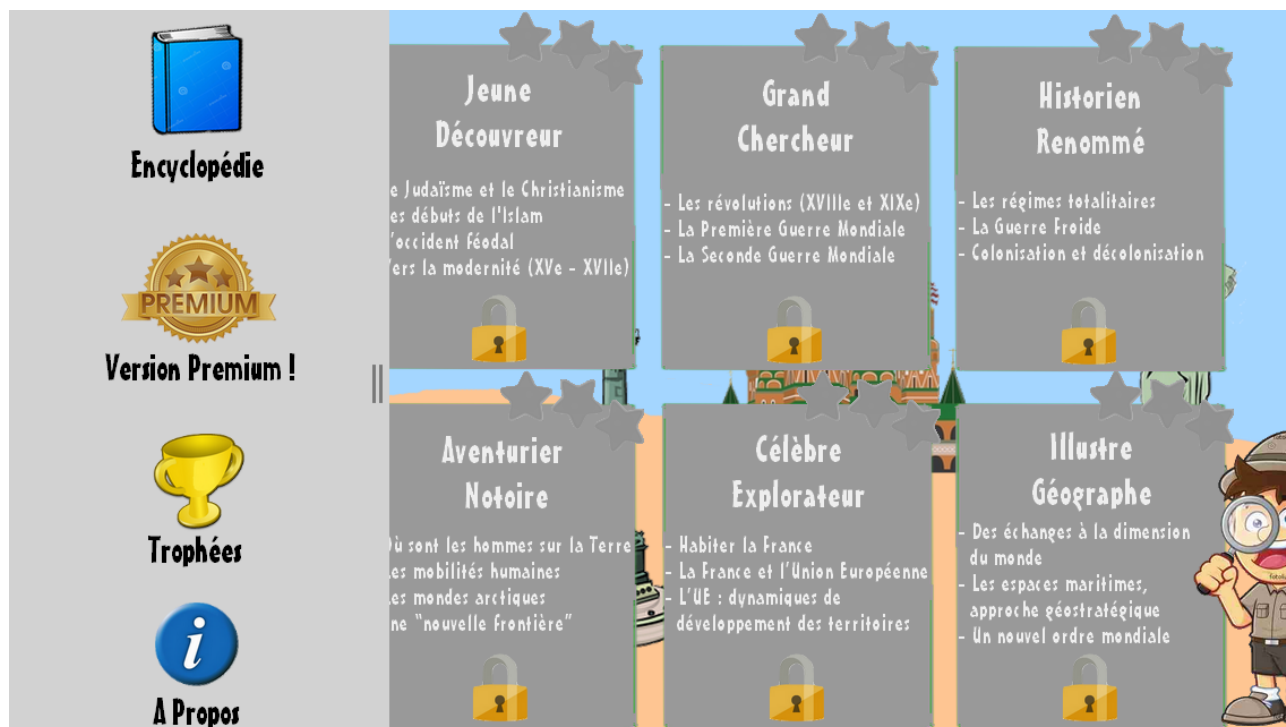 Encyclopédie
PREMIUM
Version Premium !
Trophées
i
A Propos
Jeune
Découvreur
e Judaïsme et le Christianisme
es débuts de l'Islam
'occident Féodal
ers la modernité (XVe - XVIIe)
Grand
Chercheur
- Les révolutions (XVIIIe et XIXe)
- La Première Guerre Mondiale
- La Seconde Guerre Mondiale
Historien
Renommé
- Les régimes totalitaires
- La Guerre Froide
- Colonisation et décolonisation
Aventurier
Notoire
Où sont les hommes sur la Terre
es mobilités humaines
es mondes arctiques
ne "nouvelle frontière"
Célèbre
Explorateur
- Habiter la France
- La France et l'Union Européenne
- L'UE : dynamiques de
développement des territoires
Illustre
Géographe
- Des échanges à la dimension
du monde
- Les espaces maritimes,
approche géostratégique
- Un nouvel ordre mondiale